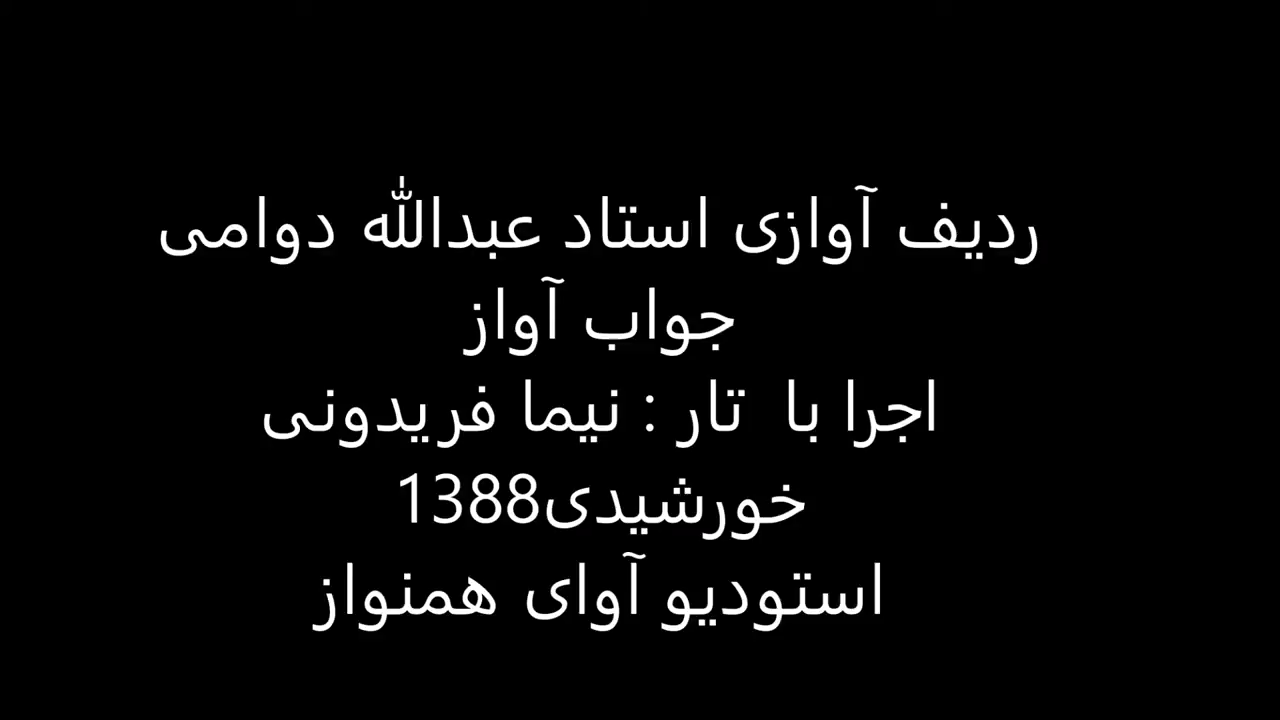 ردیف آوازی استاد عبدالله دوامی
جواب آواز
اجرا با تار : نیما فریدونی
خورشیدی1388
استودیو آوای همنواز